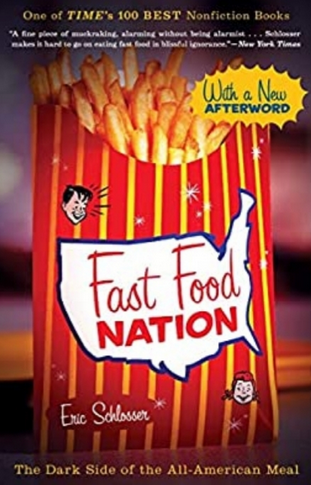 One of TIME's 100 BEST Nonfiction Books
"A fine piece of muckraking, alarming without being alarmist . . . Schlosser
makes it hard to go on eating fast food in blissful ignorance."—New York Times
With a New
AFTERWORD
Fast Food
NATION
Eric Schlosser
The Dark Side of the All-American Meal